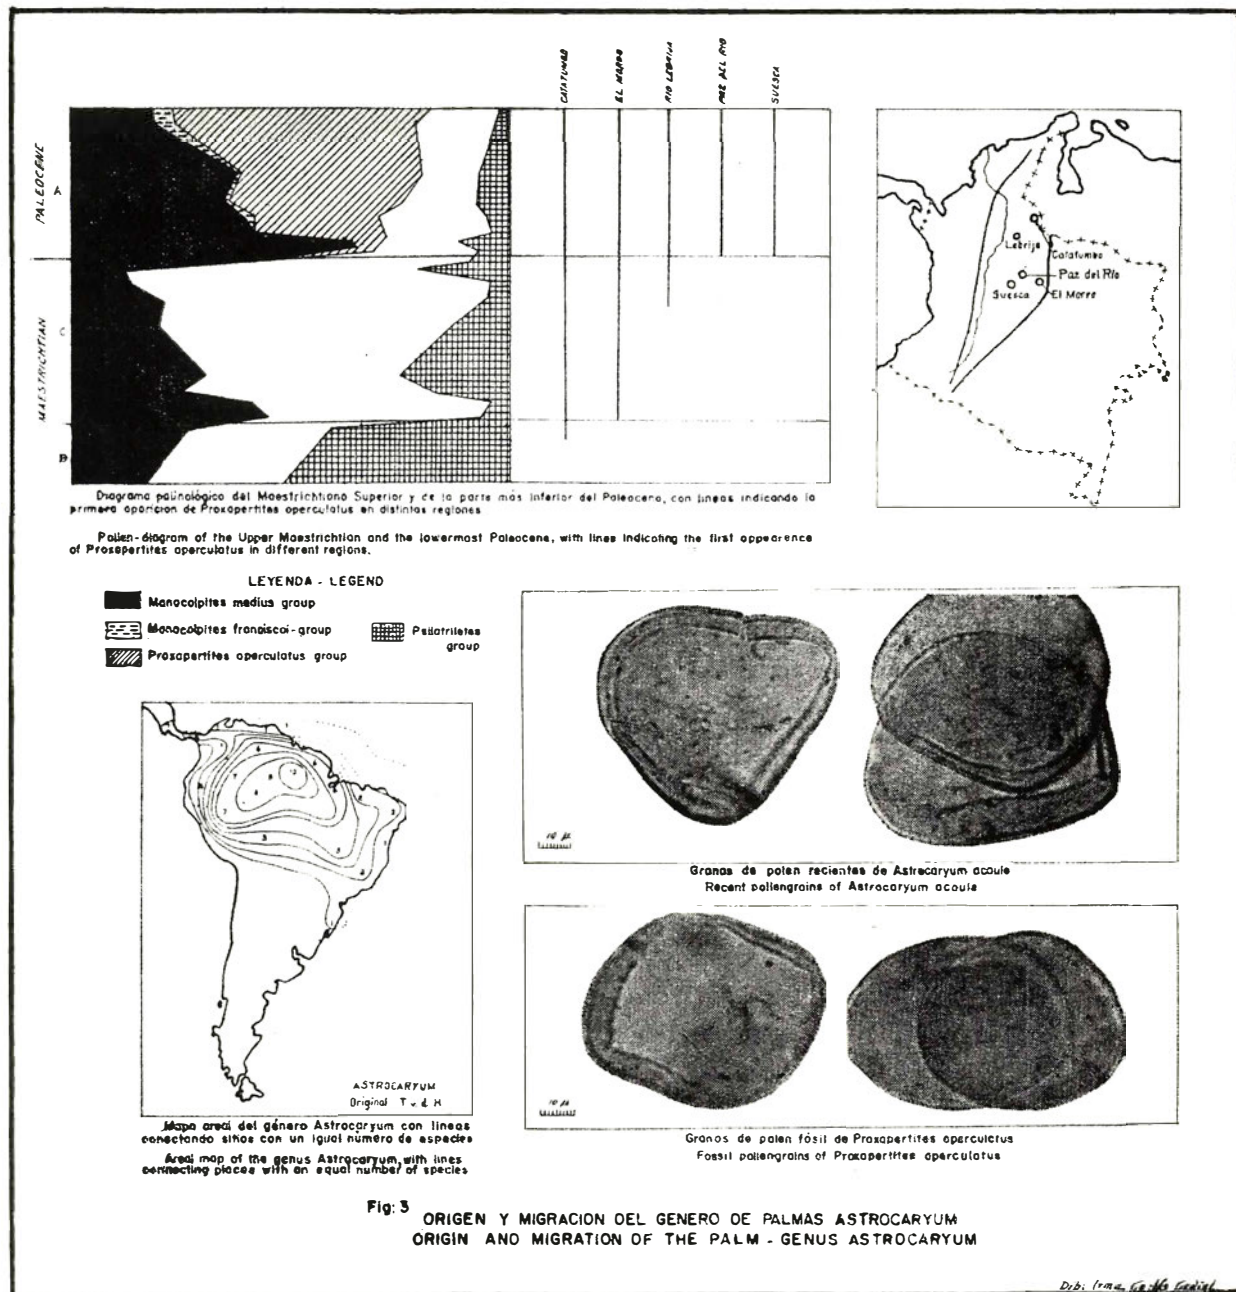 CATATUMBO
EL MORRO
RIO LEBRIJA
PAZ DEL RIO
SUESCA
PALEOCENE
A
MAESTRICHTIAN
C
B
Lebrija
Catatumbo
Paz del Río
Suesca
El Morro
Diagrama palinológico del Maestrichtiano Superior y de la parte más inferior del Paleoceno, con líneas indicando la
primera aparicion de Proxapertites operculatus en distintas regiones
Pollen-diagram of the Upper Maestrichtian and the lowermost Paleocene, with lines indicating the first appearence
of Proxapertites operculatus in different regions.
LEYENDA - LEGEND
Monocolpites medius group
Monocolpites franciscoi-group
Proxapertites operculatus group
Psilatriletes
group
ASTROCARYUM
Original T v. d H
Mapa areal del género Astrocaryum con líneas
conectando sitios con un igual número de especies
Areal map of the genus Astrocaryum, with lines
connecting places with an equal number of species
10 µ
Granos de polen recientes de Astrocaryum acaule
Recent pollengrains of Astrocaryum acaule
10 µ
Granos de polen fósil de Proxapertites operculatus
Fossil pollengrains of Proxapertites operculatus
Fig: 3
ORIGEN Y MIGRACION DEL GENERO DE PALMAS ASTROCARYUM
ORIGIN AND MIGRATION OF THE PALM - GENUS ASTROCARYUM
Dib: Irma